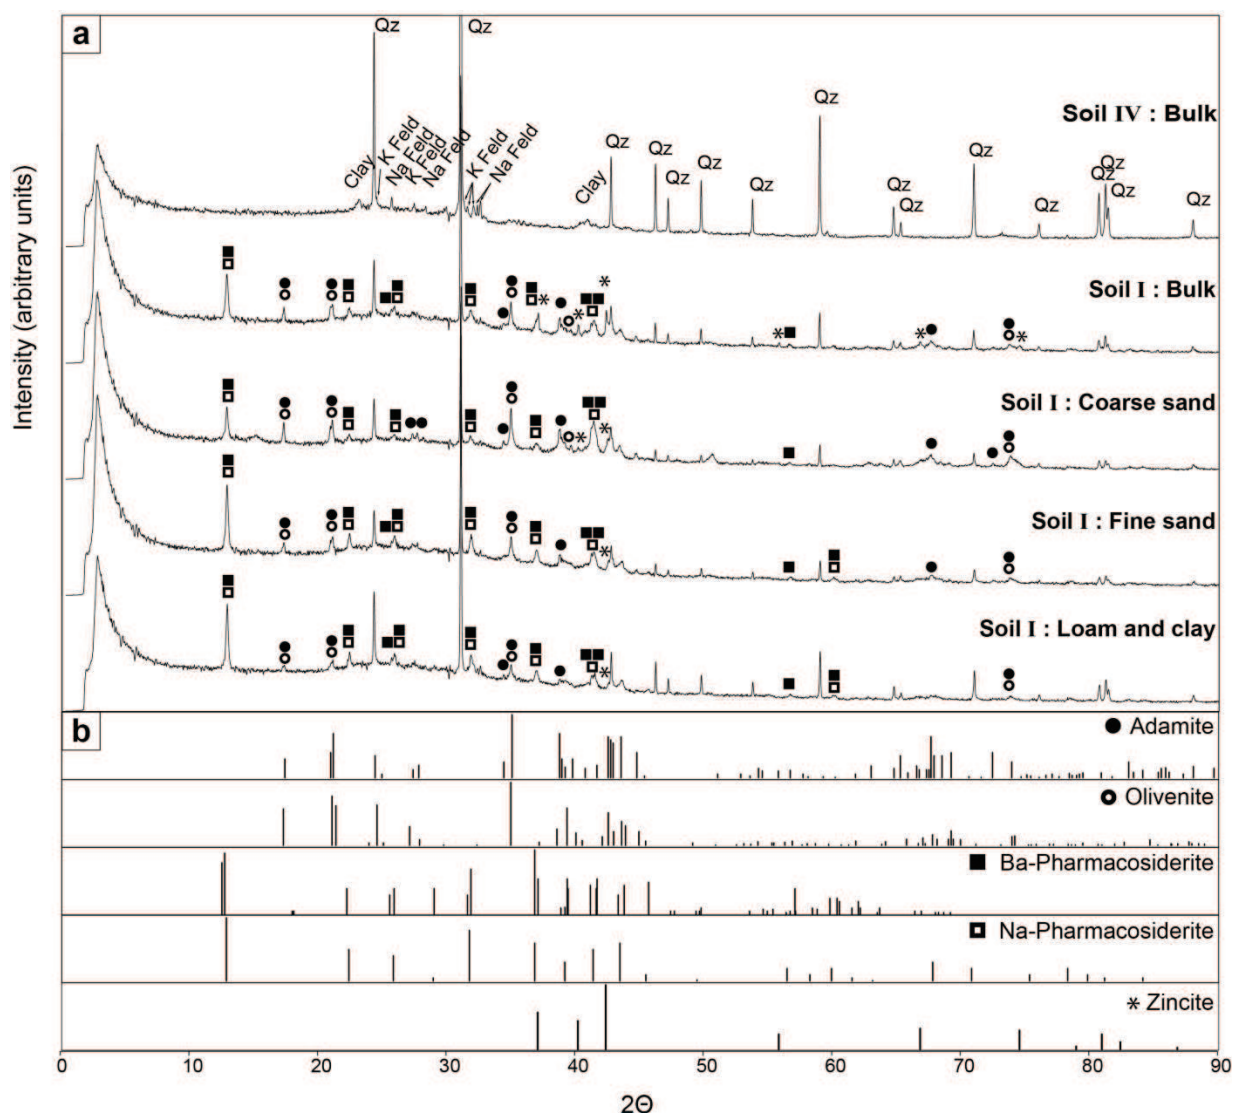 a
Qz
Qz
Clay
K Feld
Na Feld
K Feld
Na Feld
K Feld
Na Feld
Clay
Qz
Qz
Qz
Qz
Qz
Qz
Qz
Qz
Qz
Qz
Qz
Qz
Qz
Qz
Soil IV : Bulk
Soil I : Bulk
Soil I : Coarse sand
Soil I : Fine sand
Soil I : Loam and clay
Intensity (arbitrary units)
b
Adamite
Olivenite
Ba-Pharmacosiderite
Na-Pharmacosiderite
* Zincite
0 10 20 30 40 50 60 70 80 90
2Θ